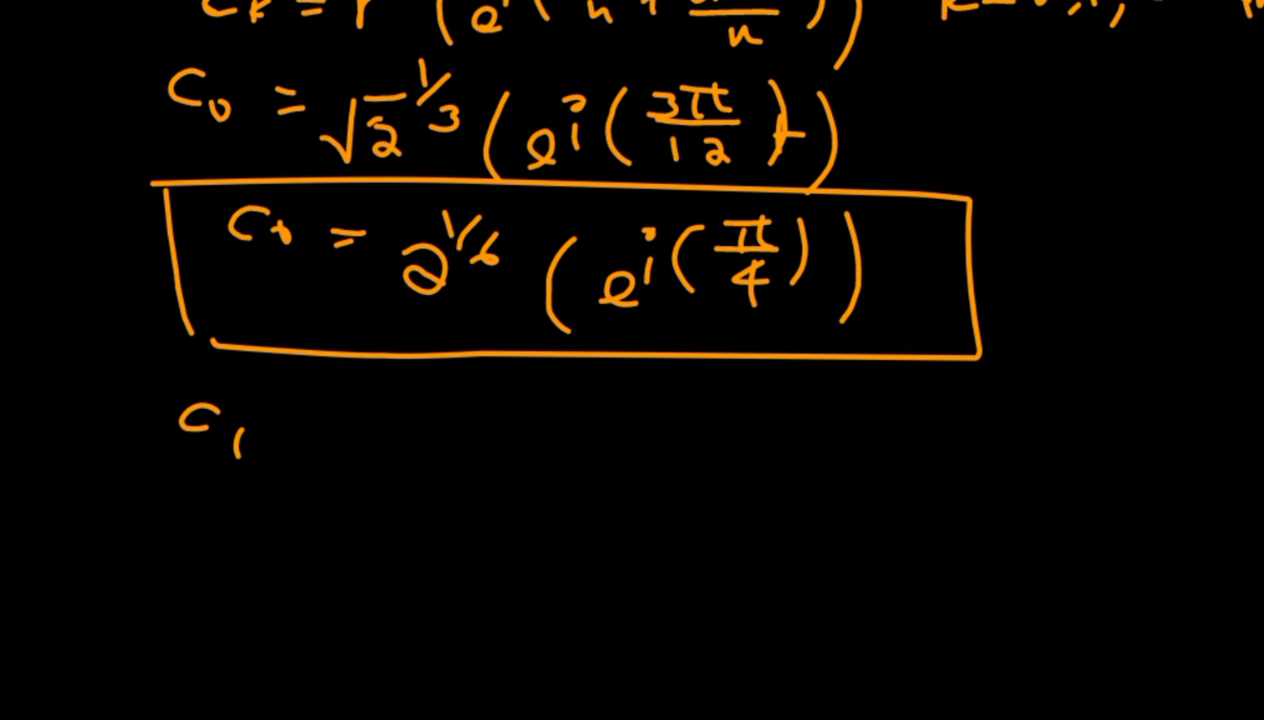 C₀ = √2^1/3 (e^i(3π/12))
C₀ = 2^1/6 (e^i(π/4))
C₁